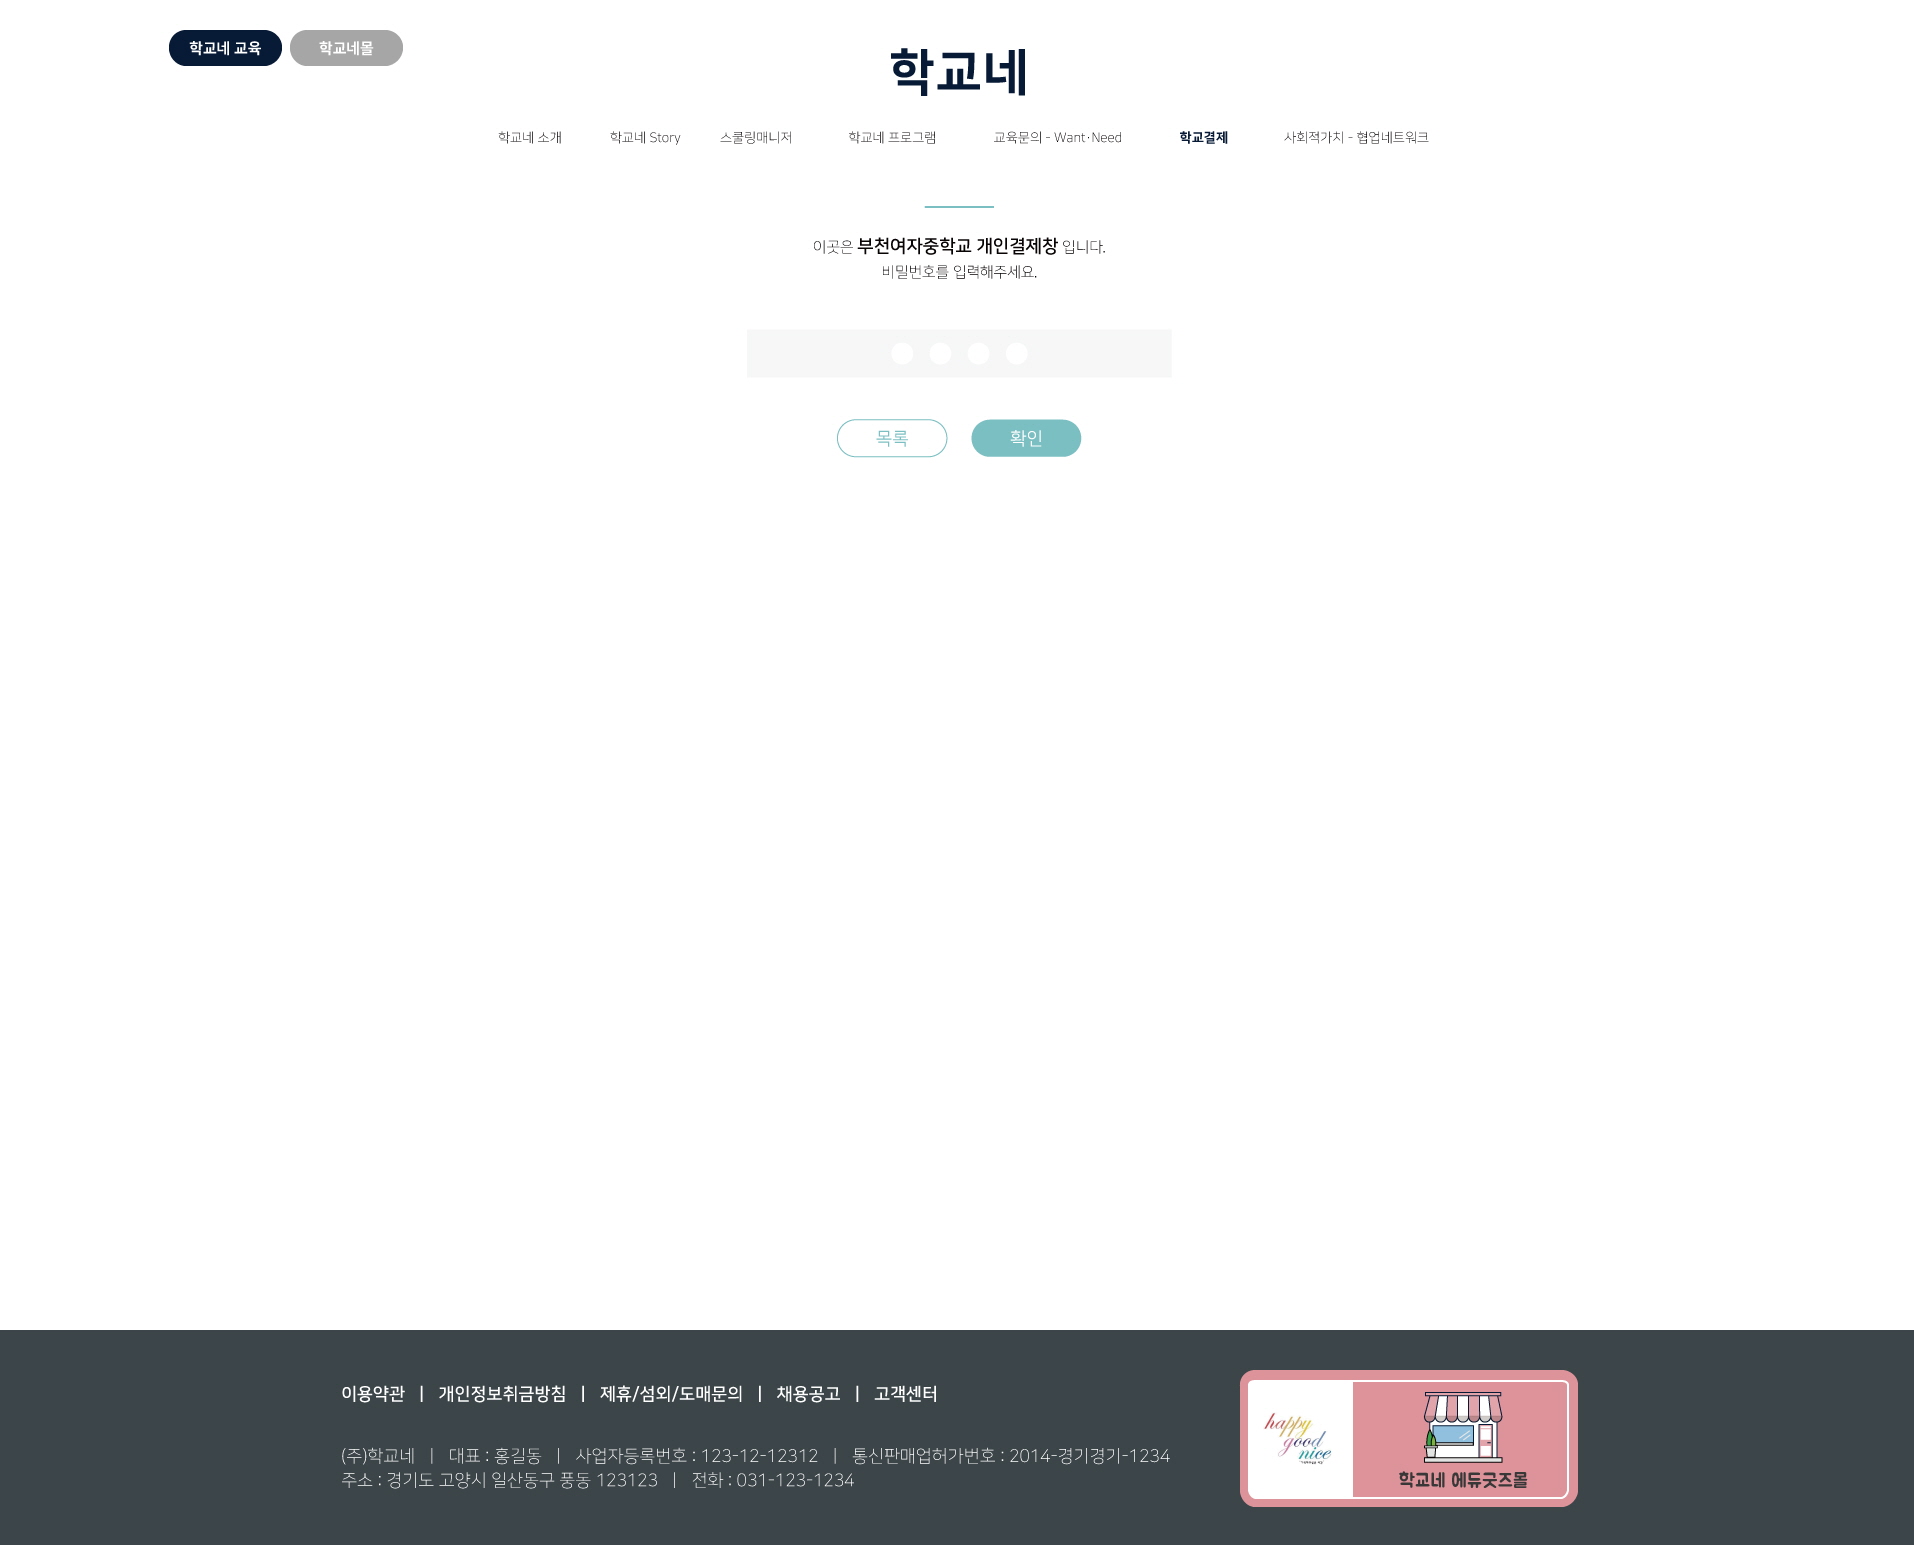 학교네 교육
학교네몰
학교네
학교네 소개
학교네 Story
스쿨링매니저
학교네 프로그램
교육문의 - Want·Need
학교결제
사회적가치 - 협업네트워크
이곳은 부천여자중학교 개인결제창 입니다.
비밀번호를 입력해주세요.
목록
확인
이용약관 | 개인정보취금방침 | 제휴/섬외/도매문의 | 채용공고 | 고객센터
(주)학교네 | 대표 : 홍길동 | 사업자등록번호 : 123-12-12312 | 통신판매업허가번호 : 2014-경기경기-1234
주소 : 경기도 고양시 일산동구 풍동 123123 | 전화 : 031-123-1234
happy
good
nice
학교네 에듀굿즈몰